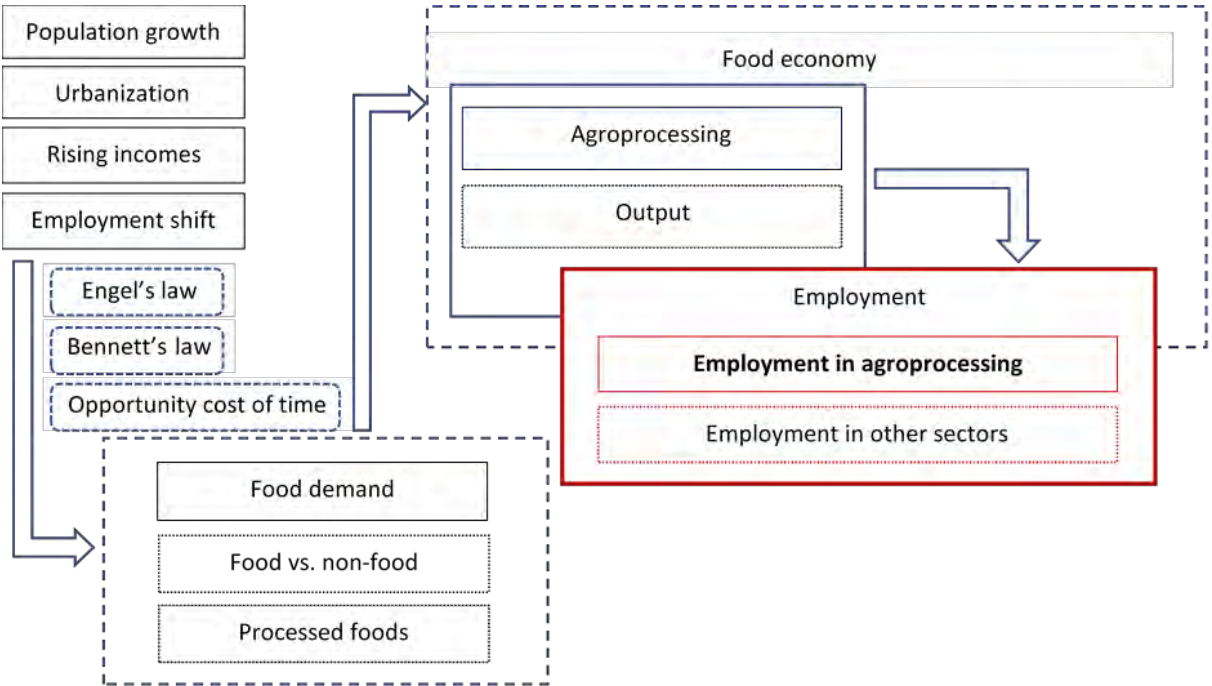 Population growth
Urbanization
Rising incomes
Employment shift
Engel’s law
Bennett’s law
Opportunity cost of time
Food demand
Food vs. non-food
Processed foods
Food economy
Agroprocessing
Output
Employment
Employment in agroprocessing
Employment in other sectors